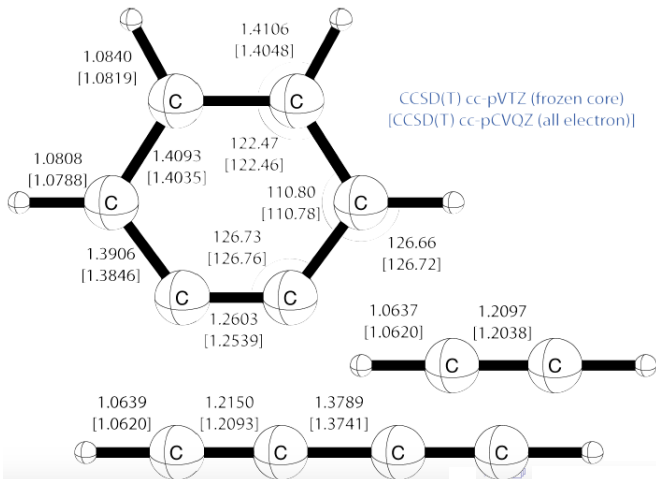 1.4106
[1.4048]
1.0840
[1.0819]
CCSD(T) cc-pVTZ (frozen core)
[CCSD(T) cc-pCVQZ (all electron)]
C
C
122.47
[122.46]
1.4093
[1.4035]
1.0808
[1.0788]
110.80
[110.78]
C
C
126.73
[126.76]
126.66
[126.72]
1.3906
[1.3846]
C
C
1.2603
[1.2539]
1.0637
[1.0620]
1.2097
[1.2038]
C
C
1.0639
[1.0620]
1.2150
[1.2093]
1.3789
[1.3741]
C
C
C
C